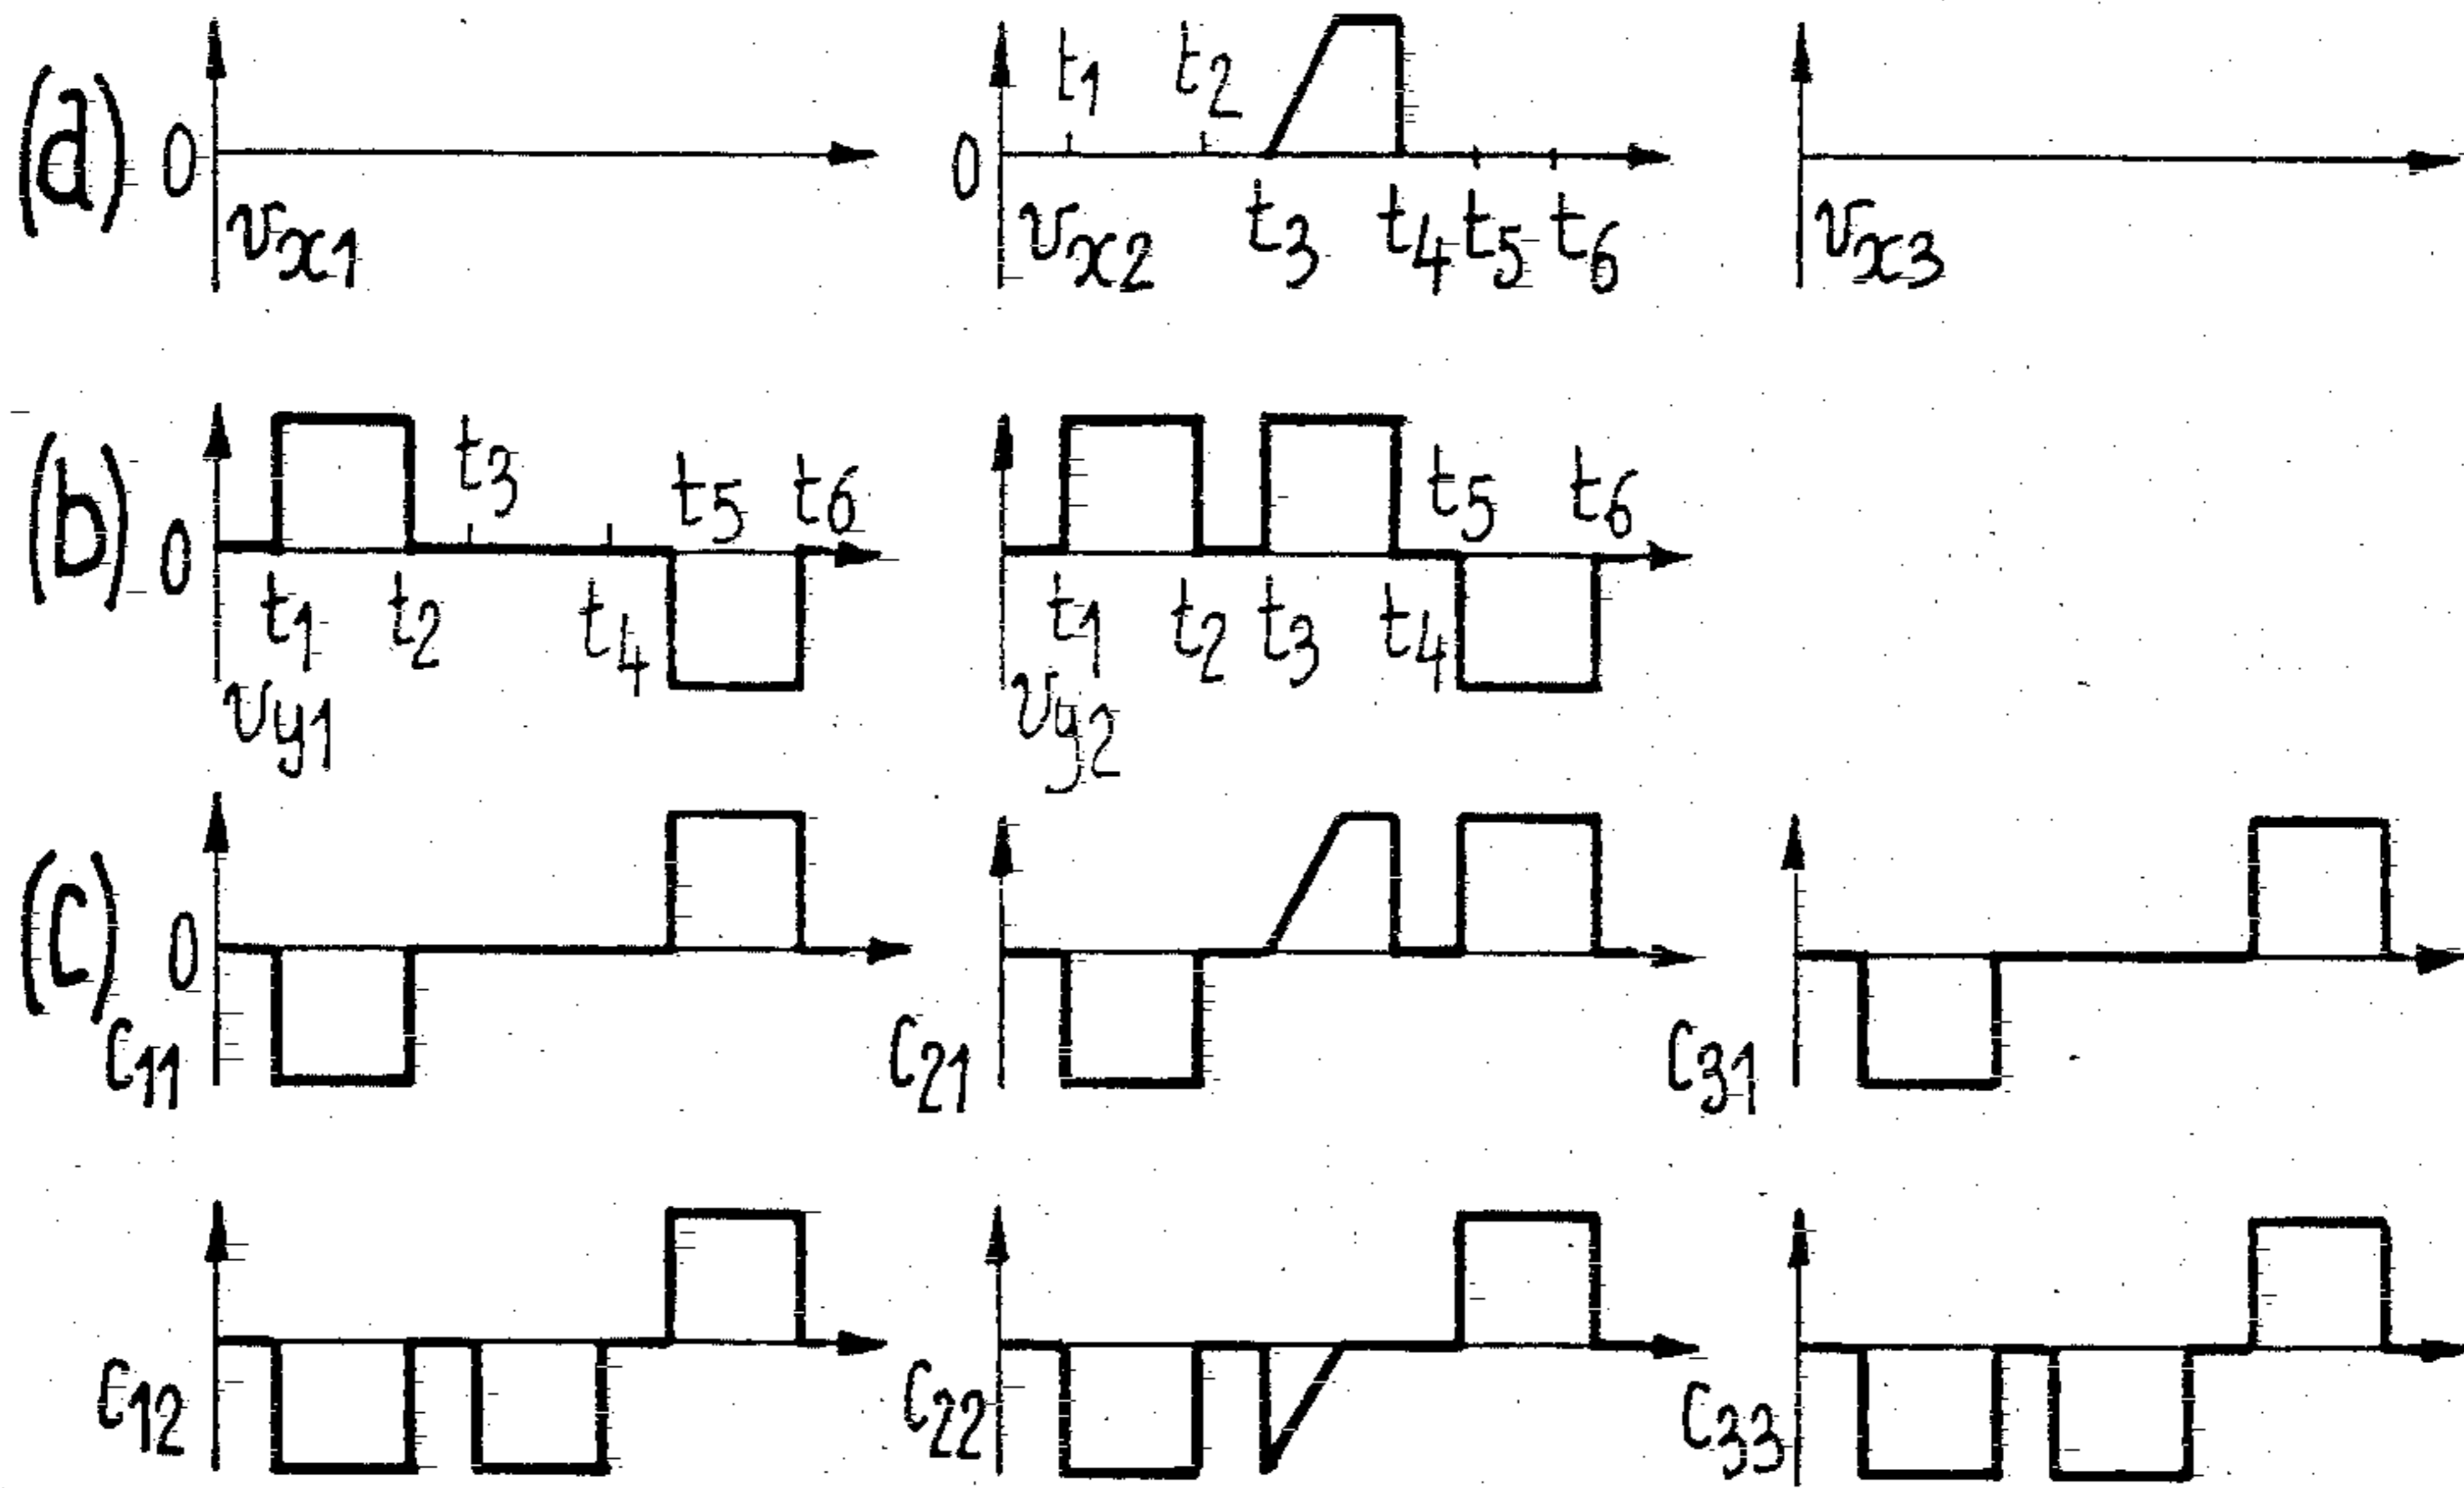 (a) 0 t1 t2
vx1 vx2 t3 t4 t5 t6 vx3
0
(b) 0 t3 t5 t6 t5 t6
t1 t2 t4 t1 t2 t3 t4
vy1 vy2
(c) 0
c11 c21 c31
c12 c22 c33